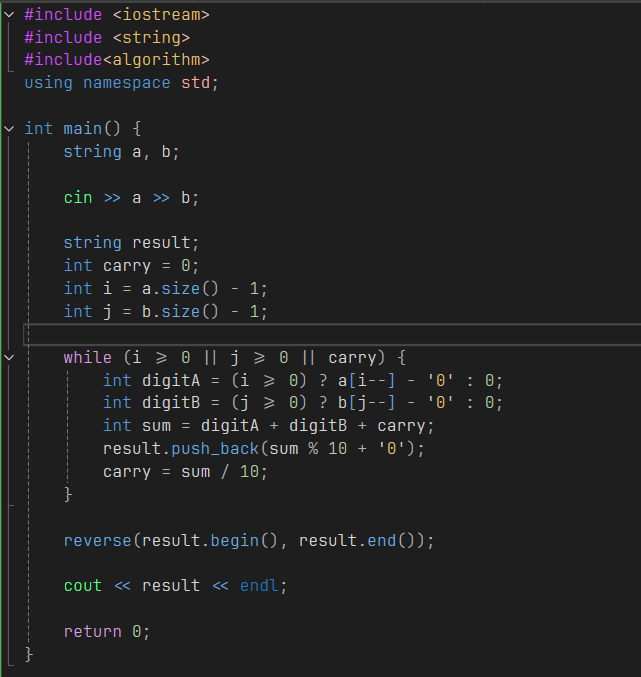 #include <iostream>
#include <string>
#include<algorithm>
using namespace std;
int main() {
string a, b;
cin >> a >> b;
string result;
int carry = 0;
int i = a.size() - 1;
int j = b.size() - 1;
while (i >= 0 || j >= 0 || carry) {
int digitA = (i >= 0) ? a[i--] - '0' : 0;
int digitB = (j >= 0) ? b[j--] - '0' : 0;
int sum = digitA + digitB + carry;
result.push_back(sum % 10 + '0');
carry = sum / 10;
}
reverse(result.begin(), result.end());
cout << result << endl;
return 0;
}